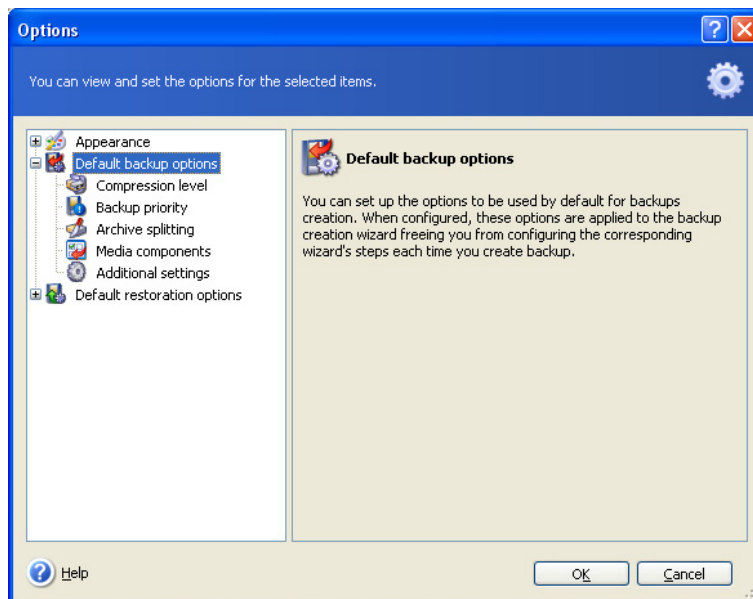 Options
You can view and set the options for the selected items.
Appearance
Default backup options
Compression level
Backup priority
Archive splitting
Media components
Additional settings
Default restoration options
Default backup options
You can set up the options to be used by default for backups
creation. When configured, these options are applied to the backup
creation wizard freeing you from configuring the corresponding
wizard's steps each time you create backup.
Help
OK
Cancel